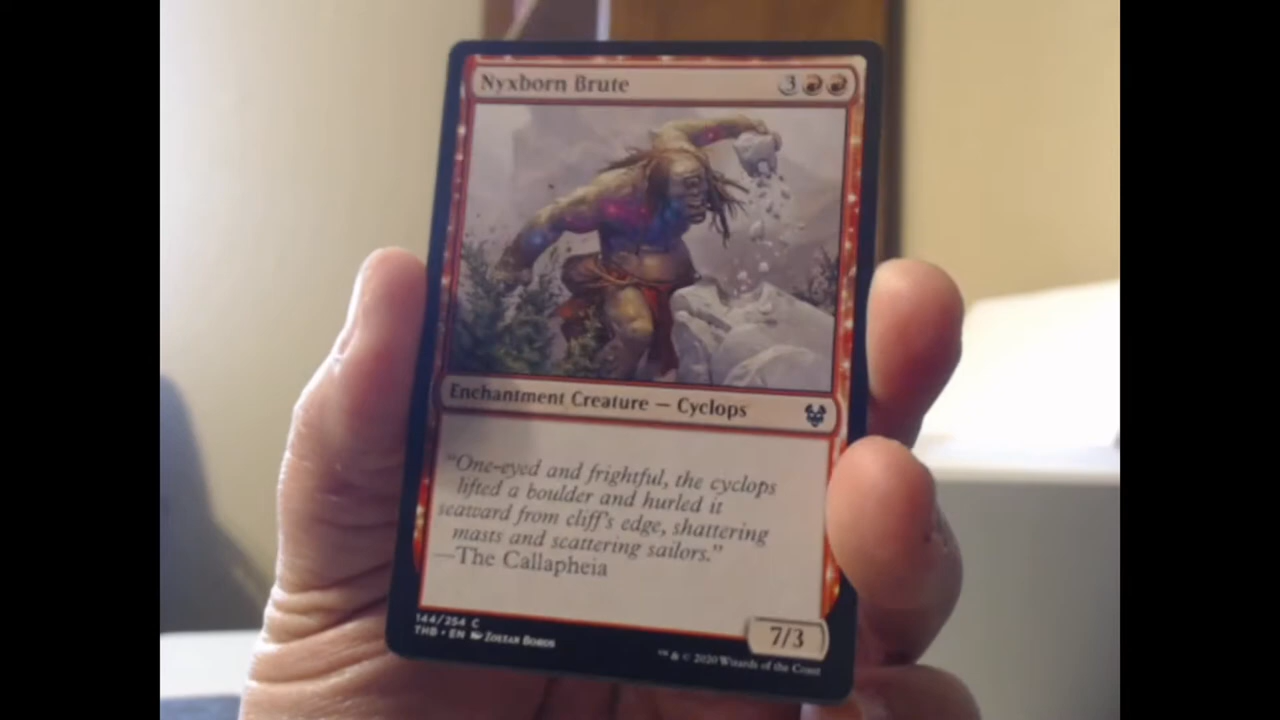 Nyxborn Brute 3
Enchantment Creature — Cyclops
"One-eyed and frightful, the cyclops
lifted a boulder and hurled it
seaward from cliff's edge, shattering
masts and scattering sailors."
—The Callapheia
7/3
144/254 C
THB • EN Zoltan Boros
™ & © 2020 Wizards of the Coast